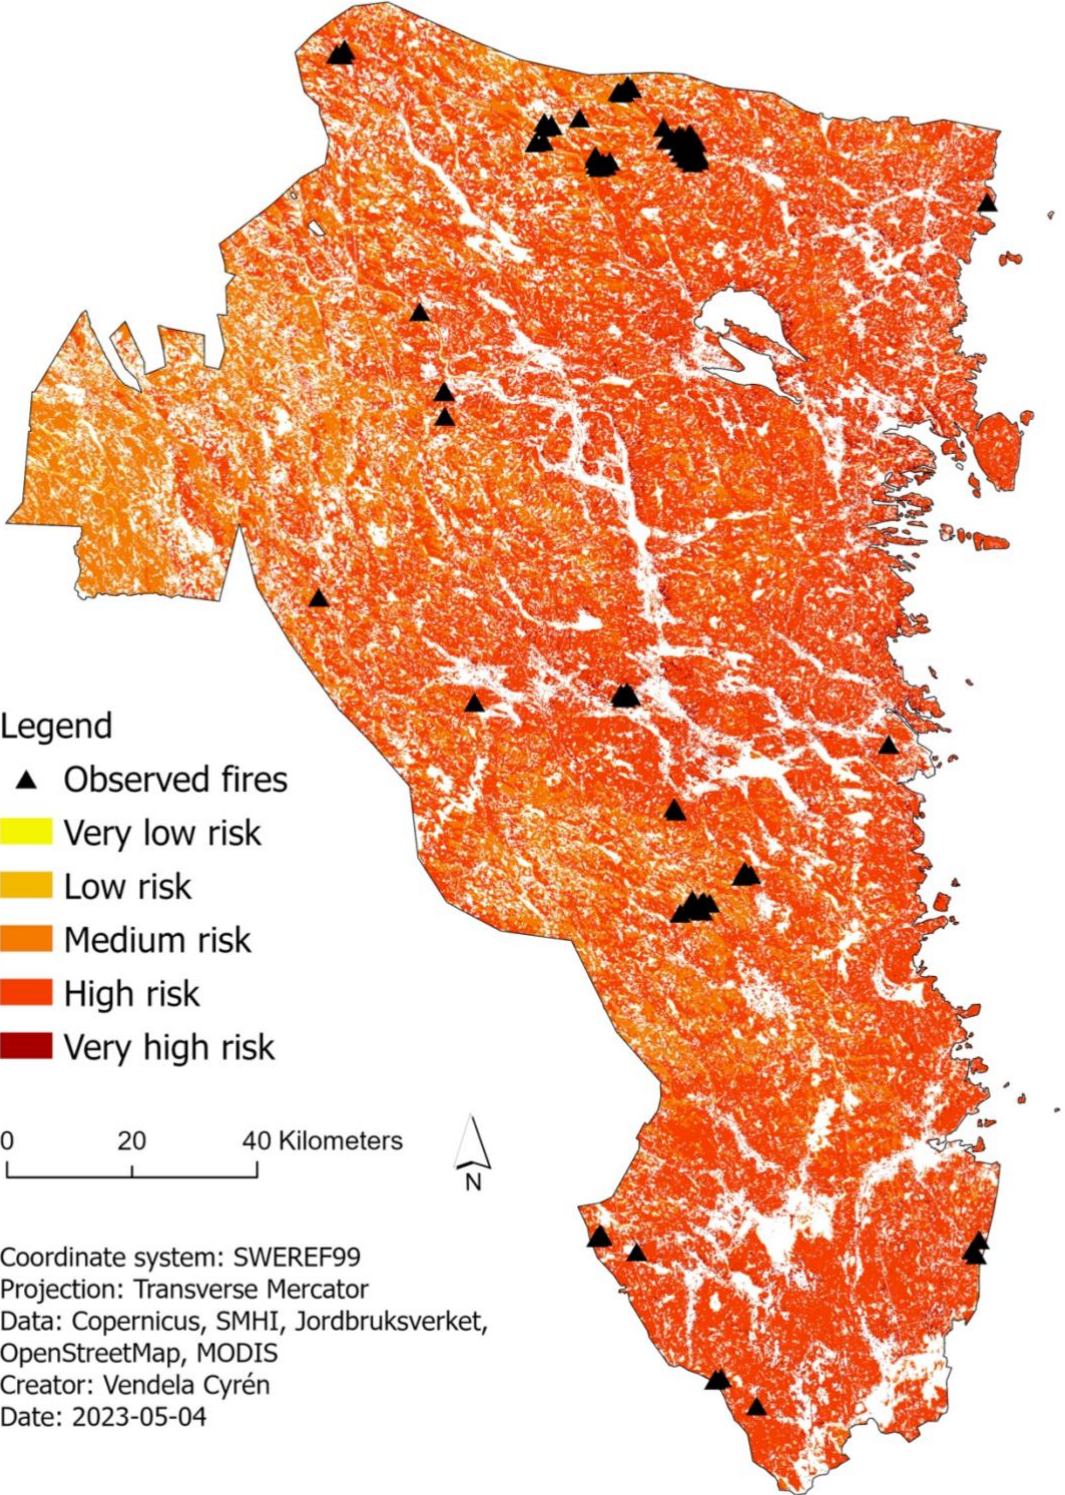 Legend
Observed fires
Very low risk
Low risk
Medium risk
High risk
Very high risk
0 20 40 Kilometers
N
Coordinate system: SWEREF99
Projection: Transverse Mercator
Data: Copernicus, SMHI, Jordbruksverket,
OpenStreetMap, MODIS
Creator: Vendela Cyrén
Date: 2023-05-04